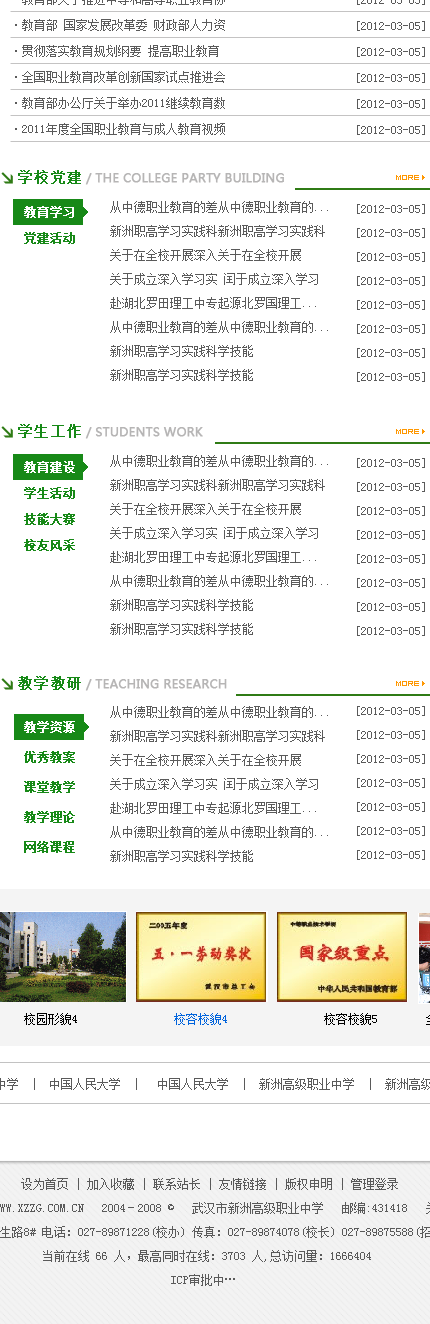 ·教育部关于推进中等和高等职业教育协 [2012-03-05]
·教育部 国家发展改革委 财政部人力资 [2012-03-05]
·贯彻落实教育规划纲要 提高职业教育 [2012-03-05]
·全国职业教育改革创新国家试点推进会 [2012-03-05]
·教育部办公厅关于举办2011继续教育数 [2012-03-05]
·2011年度全国职业教育与成人教育视频 [2012-03-05]
学校党建 / THE COLLEGE PARTY BUILDING MORE
教育学习
党建活动
从中德职业教育的差从中德职业教育的... [2012-03-05]
新洲职高学习实践科新洲职高学习实践科 [2012-03-05]
关于在全校开展深入关于在全校开展 [2012-03-05]
关于成立深入学习实 闰于成立深入学习 [2012-03-05]
赴湖北罗田理工中专起源北罗国理工... [2012-03-05]
从中德职业教育的差从中德职业教育的... [2012-03-05]
新洲职高学习实践科学技能 [2012-03-05]
新洲职高学习实践科学技能 [2012-03-05]
学生工作 / STUDENTS WORK MORE
教育建设
学生活动
技能大赛
校友风采
从中德职业教育的差从中德职业教育的... [2012-03-05]
新洲职高学习实践科新洲职高学习实践科 [2012-03-05]
关于在全校开展深入关于在全校开展 [2012-03-05]
关于成立深入学习实 闰于成立深入学习 [2012-03-05]
赴湖北罗田理工中专起源北罗国理工... [2012-03-05]
从中德职业教育的差从中德职业教育的... [2012-03-05]
新洲职高学习实践科学技能 [2012-03-05]
新洲职高学习实践科学技能 [2012-03-05]
教学教研 / TEACHING RESEARCH MORE
教学资源
优秀教案
课堂教学
教学理论
网络课程
从中德职业教育的差从中德职业教育的... [2012-03-05]
新洲职高学习实践科新洲职高学习实践科 [2012-03-05]
关于在全校开展深入关于在全校开展 [2012-03-05]
关于成立深入学习实 闰于成立深入学习 [2012-03-05]
赴湖北罗田理工中专起源北罗国理工... [2012-03-05]
从中德职业教育的差从中德职业教育的... [2012-03-05]
新洲职高学习实践科学技能 [2012-03-05]
二00五年度
五·一劳动奖状
武汉市总工会
中等职业技术学校
国家级重点
中华人民共和国教育部
校园形貌4 校容校貌4 校容校貌5
中学 | 中国人民大学 | 中国人民大学 | 新洲高级职业中学 | 新洲高级
设为首页 | 加入收藏 | 联系站长 | 友情链接 | 版权申明 | 管理登录
WW.XZZG.COM.CN 2004－2008 © 武汉市新洲高级职业中学 邮编:431418
生路8# 电话: 027-89871228(校办) 传真: 027-89874078(校长) 027-89875588(招
当前在线 66 人, 最高同时在线: 3703 人,总访问量: 1666404
ICP审批中…